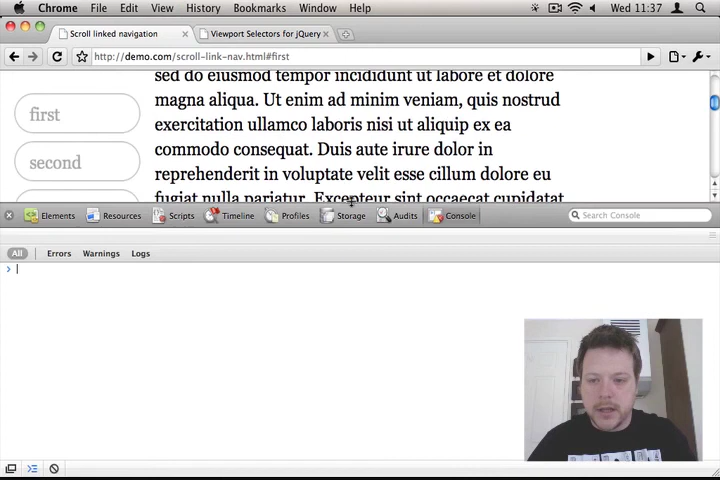 Chrome File Edit View History Bookmarks Window Help Wed 11:37
Scroll linked navigation Viewport Selectors for jQuery
http://demo.com/scroll-link-nav.html#first
sed do eiusmod tempor incididunt ut labore et dolore
magna aliqua. Ut enim ad minim veniam, quis nostrud
exercitation ullamco laboris nisi ut aliquip ex ea
commodo consequat. Duis aute irure dolor in
reprehenderit in voluptate velit esse cillum dolore eu
fugiat nulla pariatur. Excepteur sint occaecat cupidatat
first
second
Elements Resources Scripts Timeline Profiles Storage Audits Console Search Console
All Errors Warnings Logs